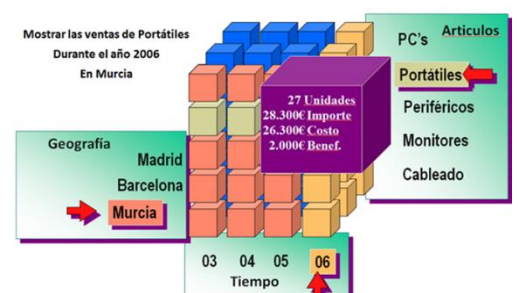 Mostrar las ventas de Portátiles
Durante el año 2006
En Murcia
Artículos
PC's
Portátiles
Periféricos
Monitores
Cableado
27 Unidades
28.300€ Importe
26.300€ Costo
2.000€ Benef.
Geografía
Madrid
Barcelona
Murcia
03 04 05 06
Tiempo